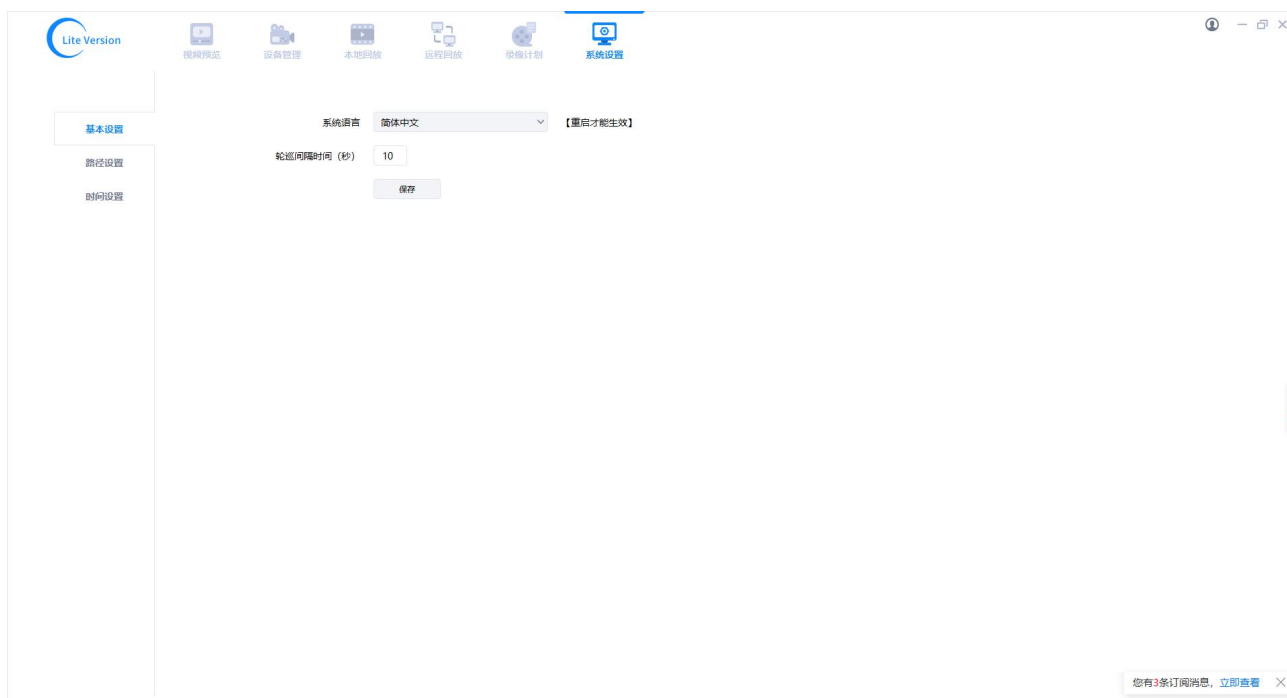 Lite Version
视频预览
设备管理
本地回放
远程回放
录像计划
系统设置
基本设置
路径设置
时间设置
系统语言 简体中文 【重启才能生效】
轮巡间隔时间（秒） 10
保存
您有3条订阅消息，立即查看